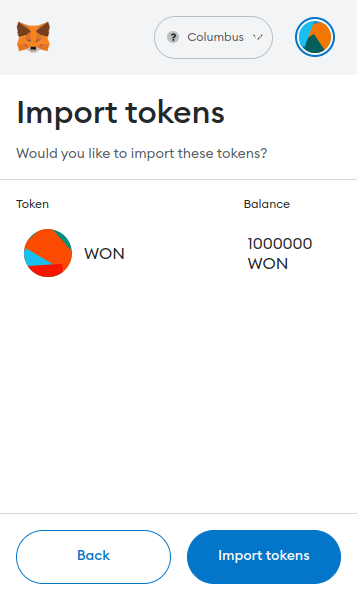 ? Columbus
Import tokens
Would you like to import these tokens?
Token Balance
WON 1000000
WON
Back Import tokens